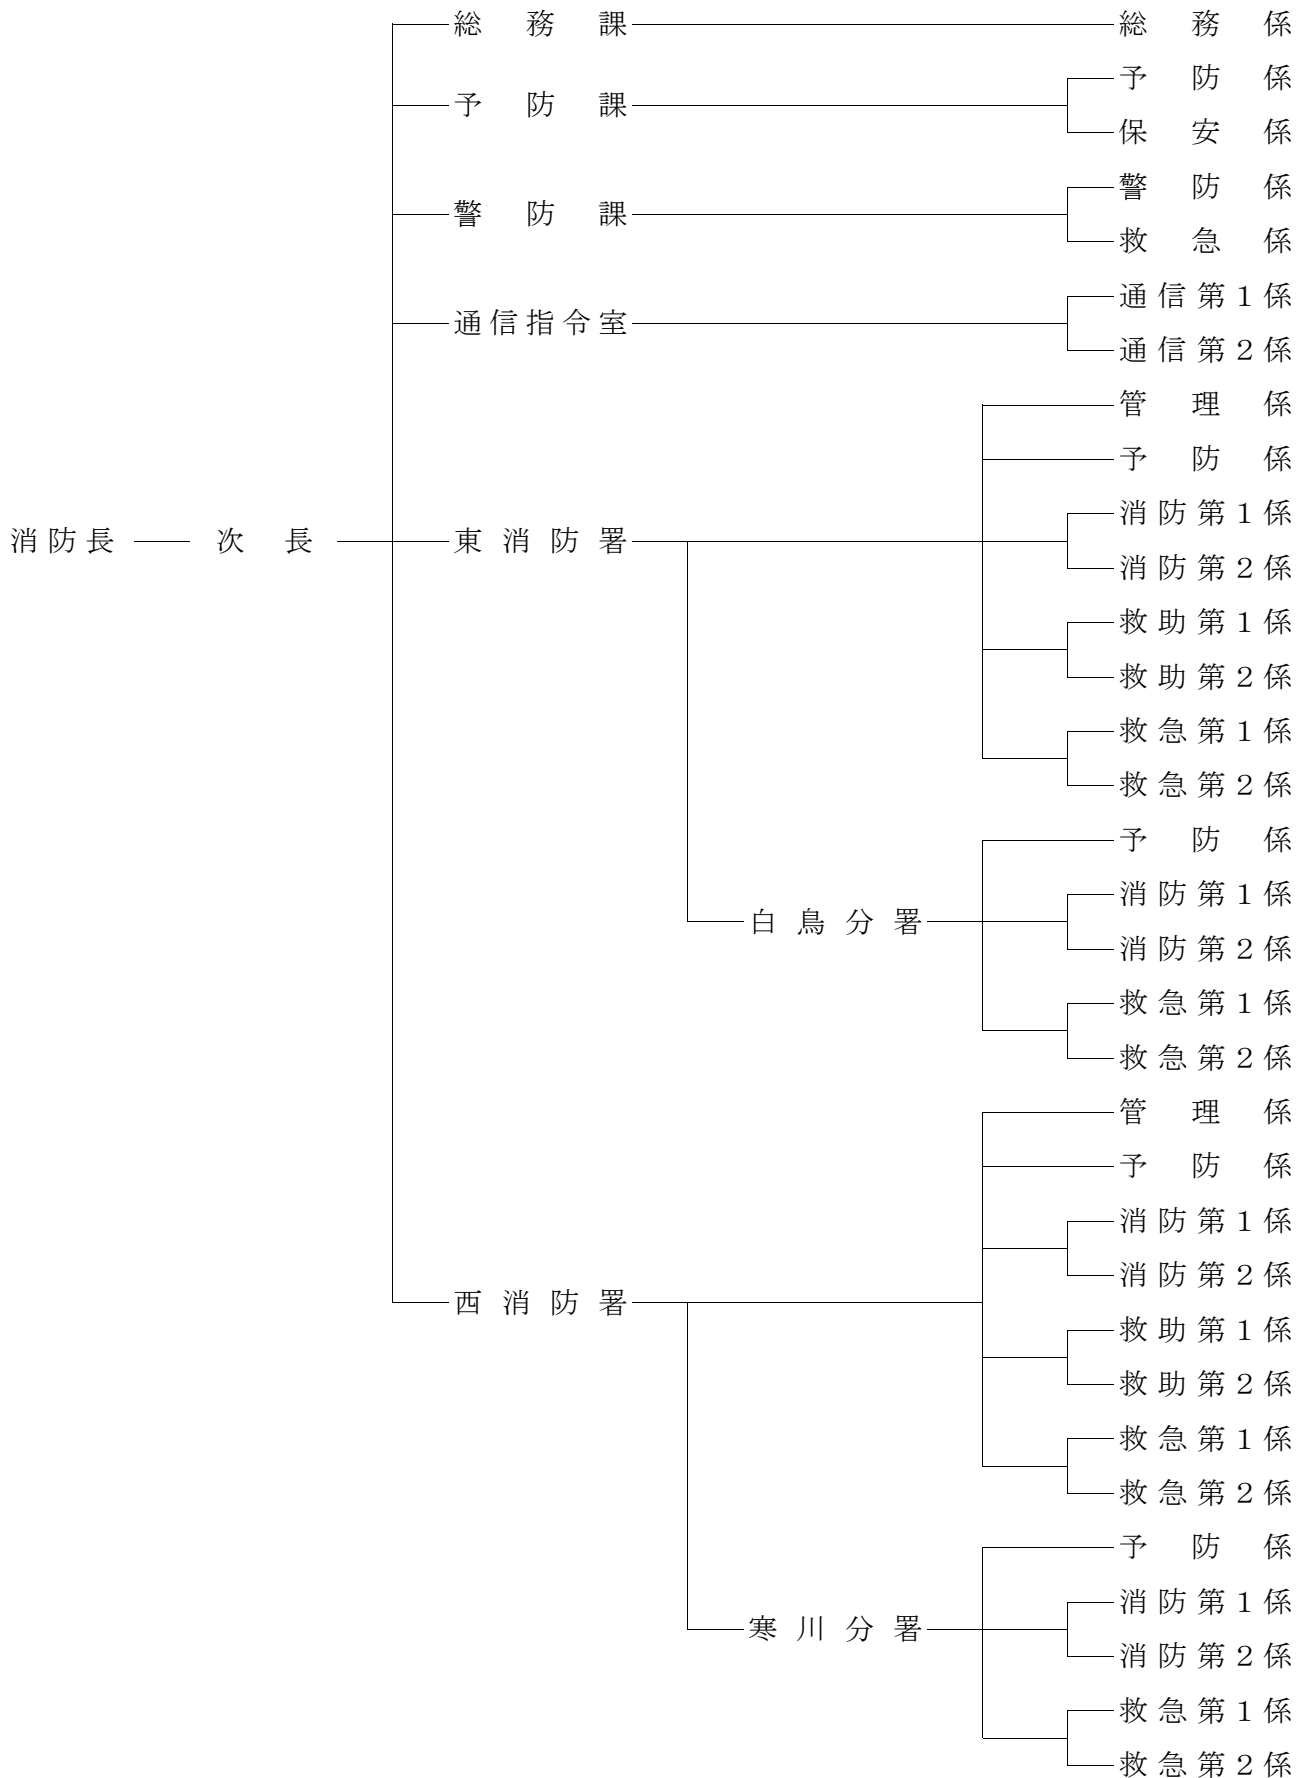 総務課 総務係
予防係
予防課
保安係
警防係
警防課
救急係
通信第１係
通信指令室
通信第２係
管理係
予防係
消防第１係
消防長 次長 東消防署
消防第２係
救助第１係
救助第２係
救急第１係
救急第２係
予防係
消防第１係
白鳥分署
消防第２係
救急第１係
救急第２係
管理係
予防係
消防第１係
消防第２係
西消防署
救助第１係
救助第２係
救急第１係
救急第２係
予防係
消防第１係
寒川分署
消防第２係
救急第１係
救急第２係